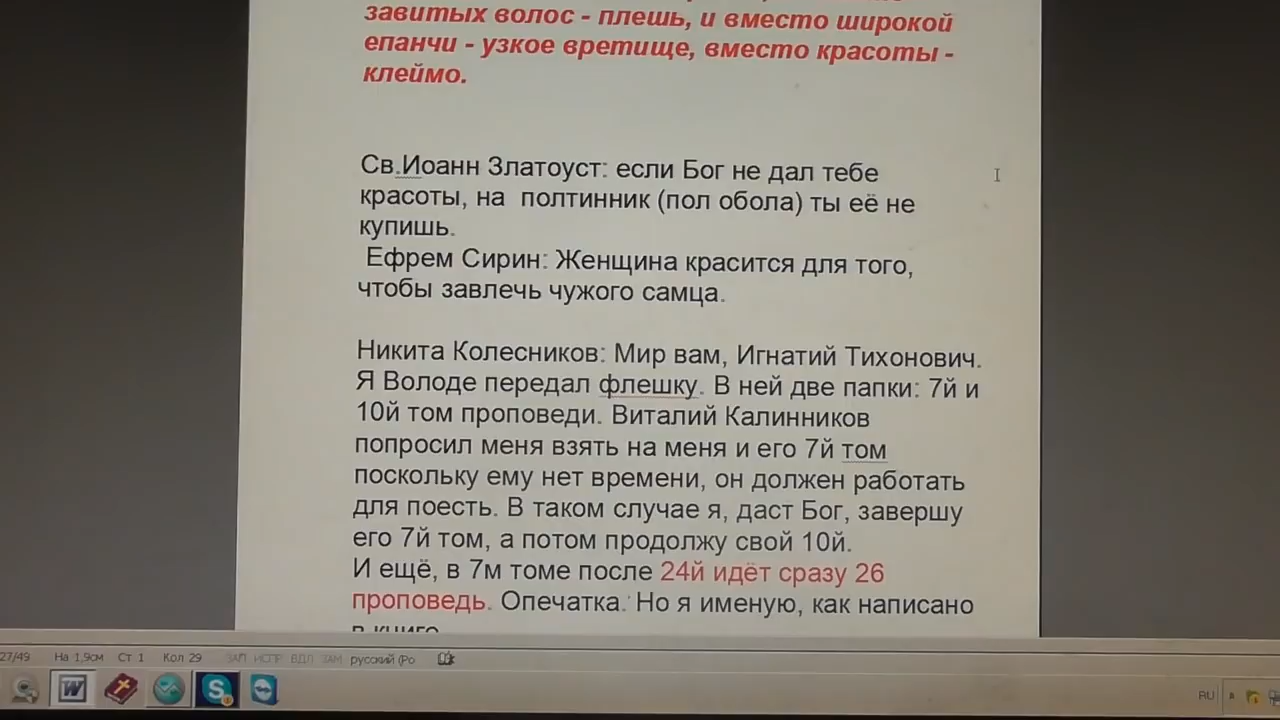 завитых волос - плешь, и вместо широкой
епанчи - узкое вретище, вместо красоты -
клеймо.
Св.Иоанн Златоуст: если Бог не дал тебе
красоты, на полтинник (пол обола) ты её не
купишь.
Ефрем Сирин: Женщина красится для того,
чтобы завлечь чужого самца.
Никита Колесников: Мир вам, Игнатий Тихонович.
Я Володе передал флешку. В ней две папки: 7й и
10й том проповеди. Виталий Калинников
попросил меня взять на меня и его 7й том
поскольку ему нет времени, он должен работать
для поесть. В таком случае я, даст Бог, завершу
его 7й том, а потом продолжу свой 10й.
И ещё, в 7м томе после 24й идёт сразу 26
проповедь. Опечатка. Но я именую, как написано
в книге
27/49 На 1,9см Ст 1 Кол 29 ЗАП ИСПР ВДЛ ЗАМ русский (Ро
RU